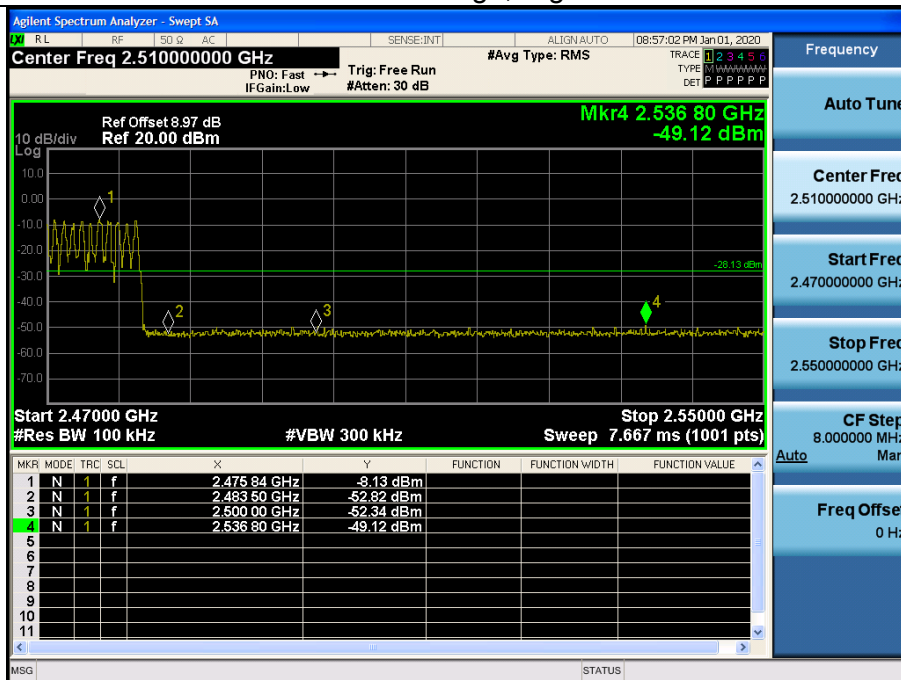 Agilent Spectrum Analyzer - Swept SA
LXI RL RF 50 Ω AC SENSE:INT ALIGN AUTO 08:57:02 PM Jan 01, 2020
Center Freq 2.510000000 GHz #Avg Type: RMS TRACE 1 2 3 4 5 6
PNO: Fast Trig: Free Run TYPE M WWWWW
IFGain:Low #Atten: 30 dB DET P P P P P P
Frequency
Auto Tune
Mkr4 2.536 80 GHz
Ref Offset 8.97 dB
10 dB/div Ref 20.00 dBm -49.12 dBm
Log
10.0
0.00
-10.0
-20.0
-30.0
-40.0
-50.0
-60.0
-70.0
1
2
3
4
-28.13 dBm
Center Freq
2.510000000 GHz
Start Freq
2.470000000 GHz
Stop Freq
2.550000000 GHz
CF Step
8.000000 MHz
Auto Man
Freq Offset
0 Hz
Start 2.47000 GHz Stop 2.55000 GHz
#Res BW 100 kHz #VBW 300 kHz Sweep 7.667 ms (1001 pts)
MKR MODE TRC SCL X Y FUNCTION FUNCTION WIDTH FUNCTION VALUE
1 N 1 f 2.475 84 GHz -8.13 dBm
2 N 1 f 2.483 50 GHz -52.82 dBm
3 N 1 f 2.500 00 GHz -52.34 dBm
4 N 1 f 2.536 80 GHz -49.12 dBm
5
6
7
8
9
10
11
MSG STATUS